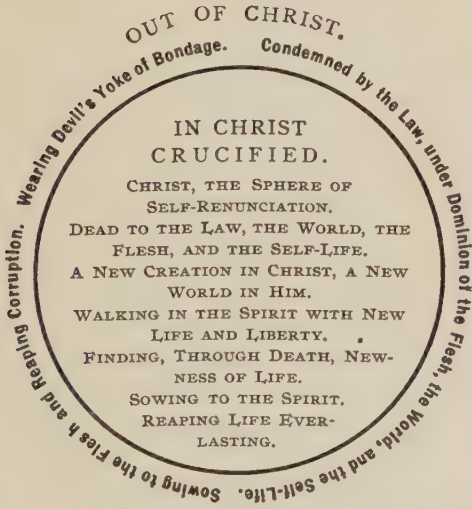 OUT OF CHRIST.
Condemned by the Law, under Dominion of the Flesh, the World, and the Self-Life. Sowing to the Flesh and Reaping Corruption. Wearing Devil's Yoke of Bondage.
IN CHRIST
CRUCIFIED.
CHRIST, THE SPHERE OF
SELF-RENUNCIATION.
DEAD TO THE LAW, THE WORLD, THE
FLESH, AND THE SELF-LIFE.
A NEW CREATION IN CHRIST, A NEW
WORLD IN HIM.
WALKING IN THE SPIRIT WITH NEW
LIFE AND LIBERTY.
FINDING, THROUGH DEATH, NEW-
NESS OF LIFE.
SOWING TO THE SPIRIT.
REAPING LIFE EVER-
LASTING.